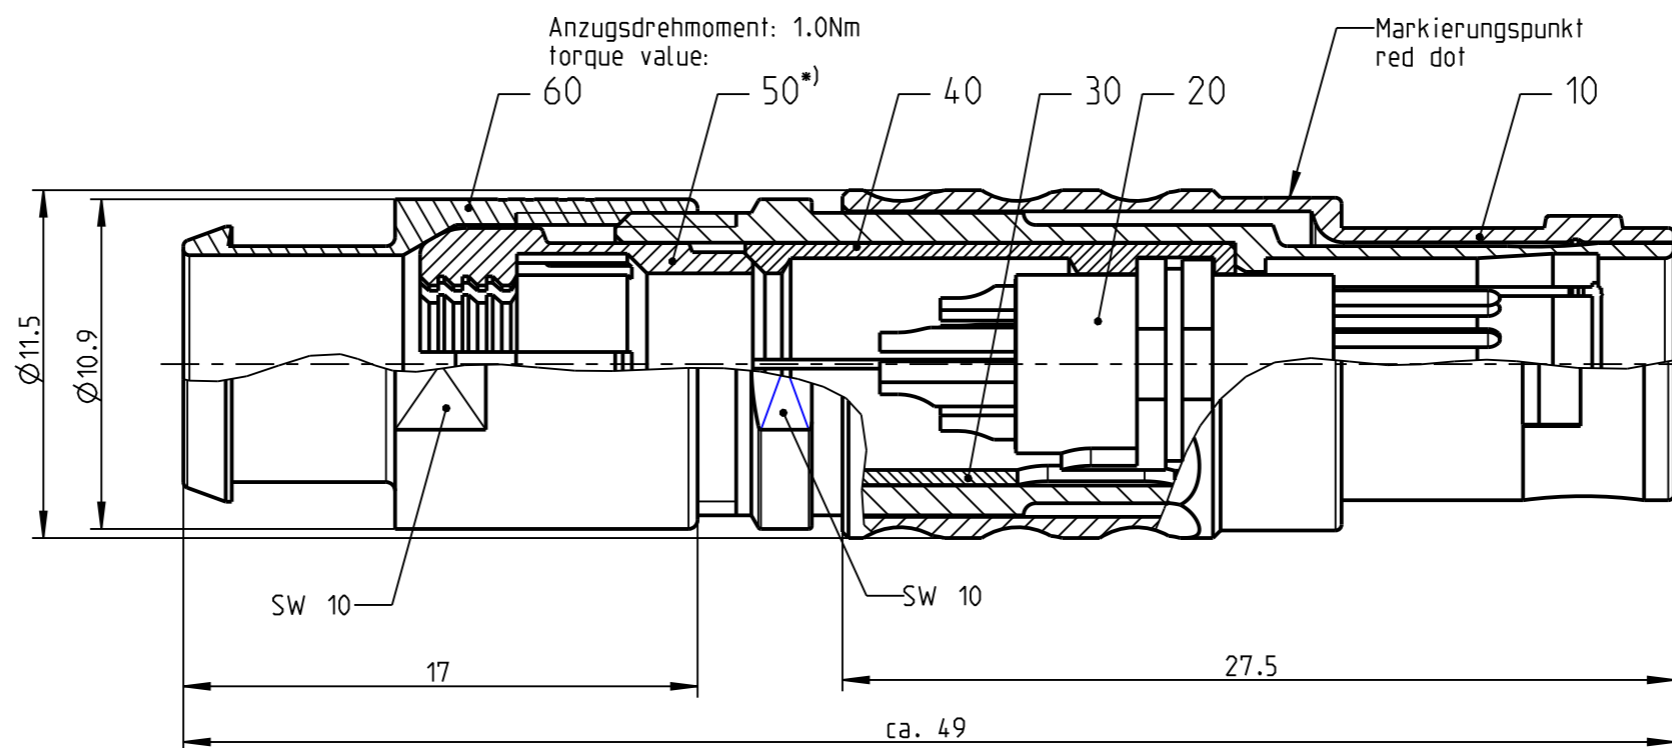 Anzugsdrehmoment: 1.0Nm
torque value:
Markierungspunkt
red dot
60
50*)
40
30
20
10
Ø11.5
Ø10.9
SW 10
SW 10
17
27.5
ca. 49